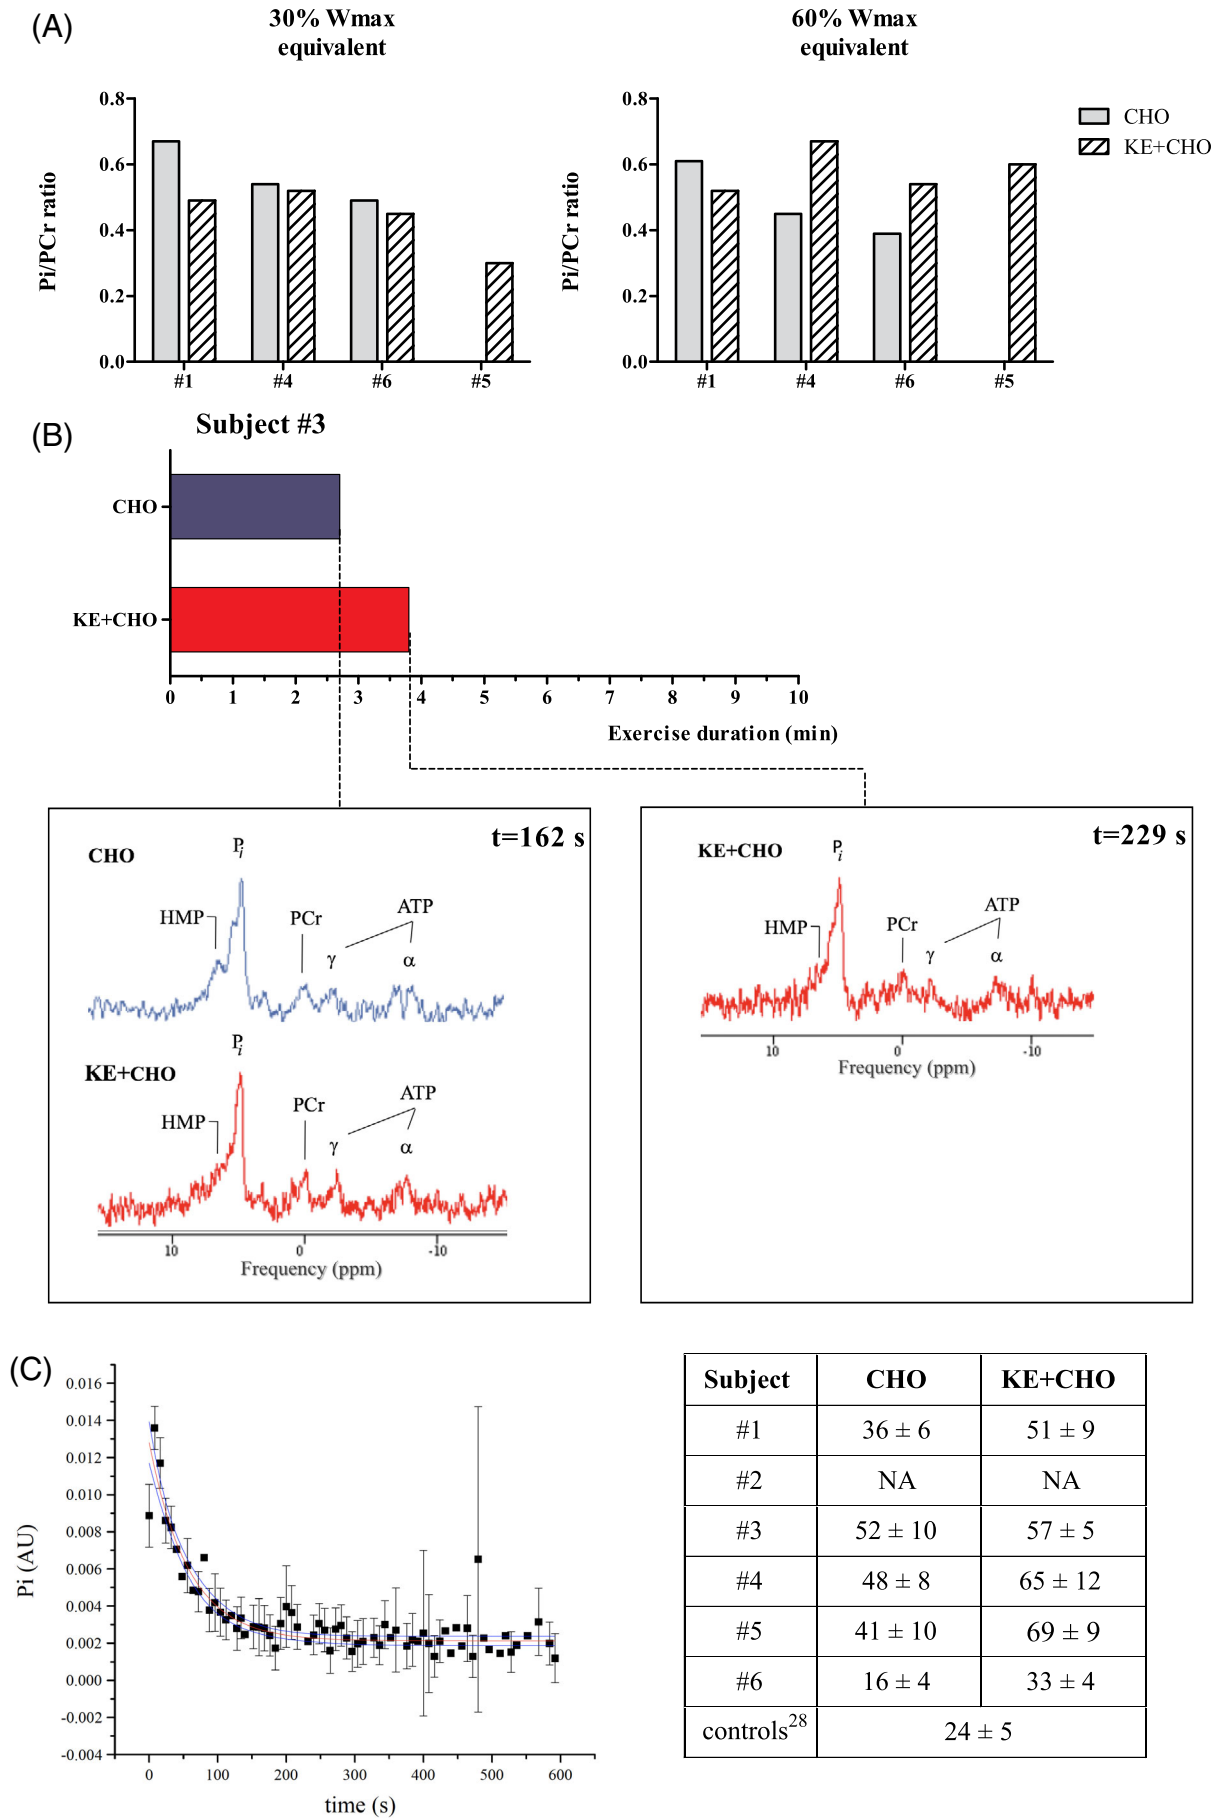 (A)
30% Wmax
equivalent
60% Wmax
equivalent
CHO
KE+CHO
Pi/PCr ratio
0.8
0.6
0.4
0.2
0.0
#1 #4 #6 #5
Pi/PCr ratio
0.8
0.6
0.4
0.2
0.0
#1 #4 #6 #5
(B)
Subject #3
CHO
KE+CHO
0 1 2 3 4 5 6 7 8 9 10
Exercise duration (min)
t=162 s
CHO
Pi
HMP
PCr
ATP
γ
α
KE+CHO
Pi
HMP
PCr
ATP
γ
α
10 0 -10
Frequency (ppm)
t=229 s
KE+CHO
Pi
HMP
PCr
ATP
γ
α
10 0 -10
Frequency (ppm)
(C)
Pi (AU)
0.016
0.014
0.012
0.010
0.008
0.006
0.004
0.002
0.000
-0.002
-0.004
0 100 200 300 400 500 600
time (s)
Subject CHO KE+CHO
#1 36 ± 6 51 ± 9
#2 NA NA
#3 52 ± 10 57 ± 5
#4 48 ± 8 65 ± 12
#5 41 ± 10 69 ± 9
#6 16 ± 4 33 ± 4
controls28 24 ± 5